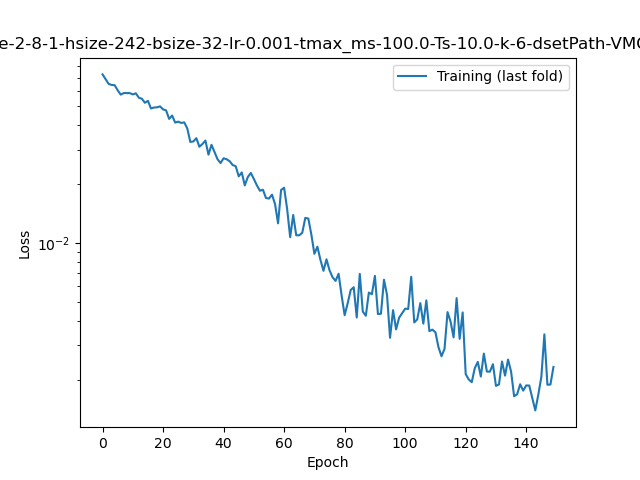 e-2-8-1-hsize-242-bsize-32-lr-0.001-tmax_ms-100.0-Ts-10.0-k-6-dsetPath-VMC
Training (last fold)
Loss
10⁻²
0 20 40 60 80 100 120 140
Epoch